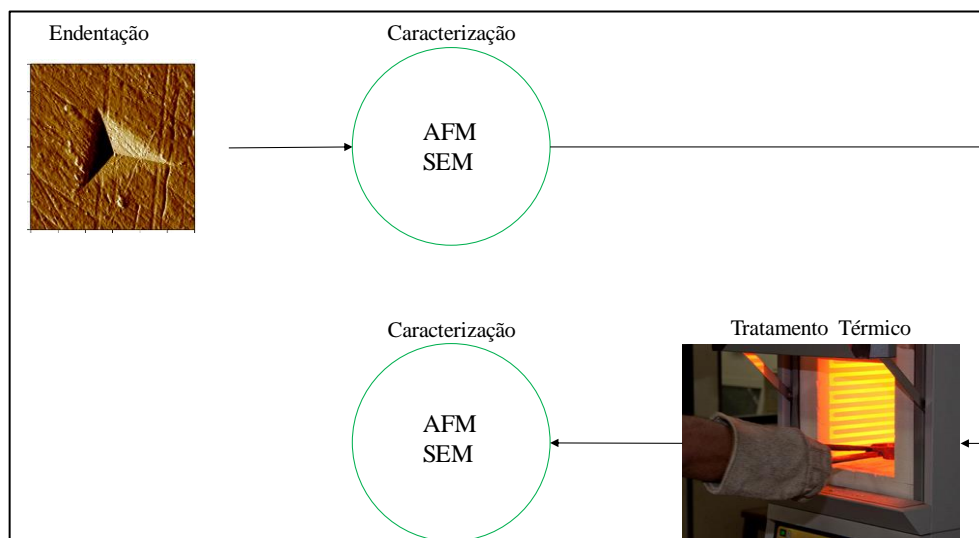 Endentação
Caracterização
AFM
SEM
Caracterização
Tratamento Térmico
AFM
SEM